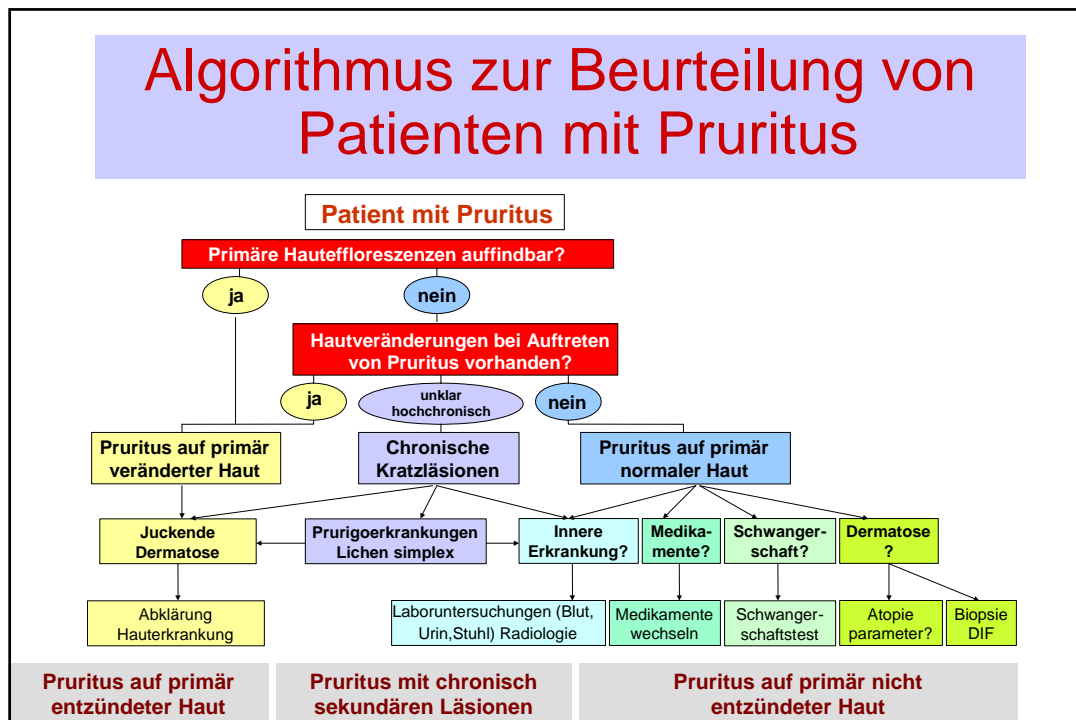 Algorithmus zur Beurteilung von
Patienten mit Pruritus
Patient mit Pruritus
Primäre Hauteffloreszenzen auffindbar?
ja
nein
Hautveränderungen bei Auftreten
von Pruritus vorhanden?
ja
unklar
hochchronisch
nein
Pruritus auf primär
veränderter Haut
Chronische
Kratzläsionen
Pruritus auf primär
normaler Haut
Juckende
Dermatose
Prurigoerkrankungen
Lichen simplex
Innere
Erkrankung?
Medika-
mente?
Schwanger-
schaft?
Dermatose
?
Abklärung
Hauterkrankung
Laboruntersuchungen (Blut,
Urin,Stuhl) Radiologie
Medikamente
wechseln
Schwanger-
schaftstest
Atopie
parameter?
Biopsie
DIF
Pruritus auf primär
entzündeter Haut
Pruritus mit chronisch
sekundären Läsionen
Pruritus auf primär nicht
entzündeter Haut